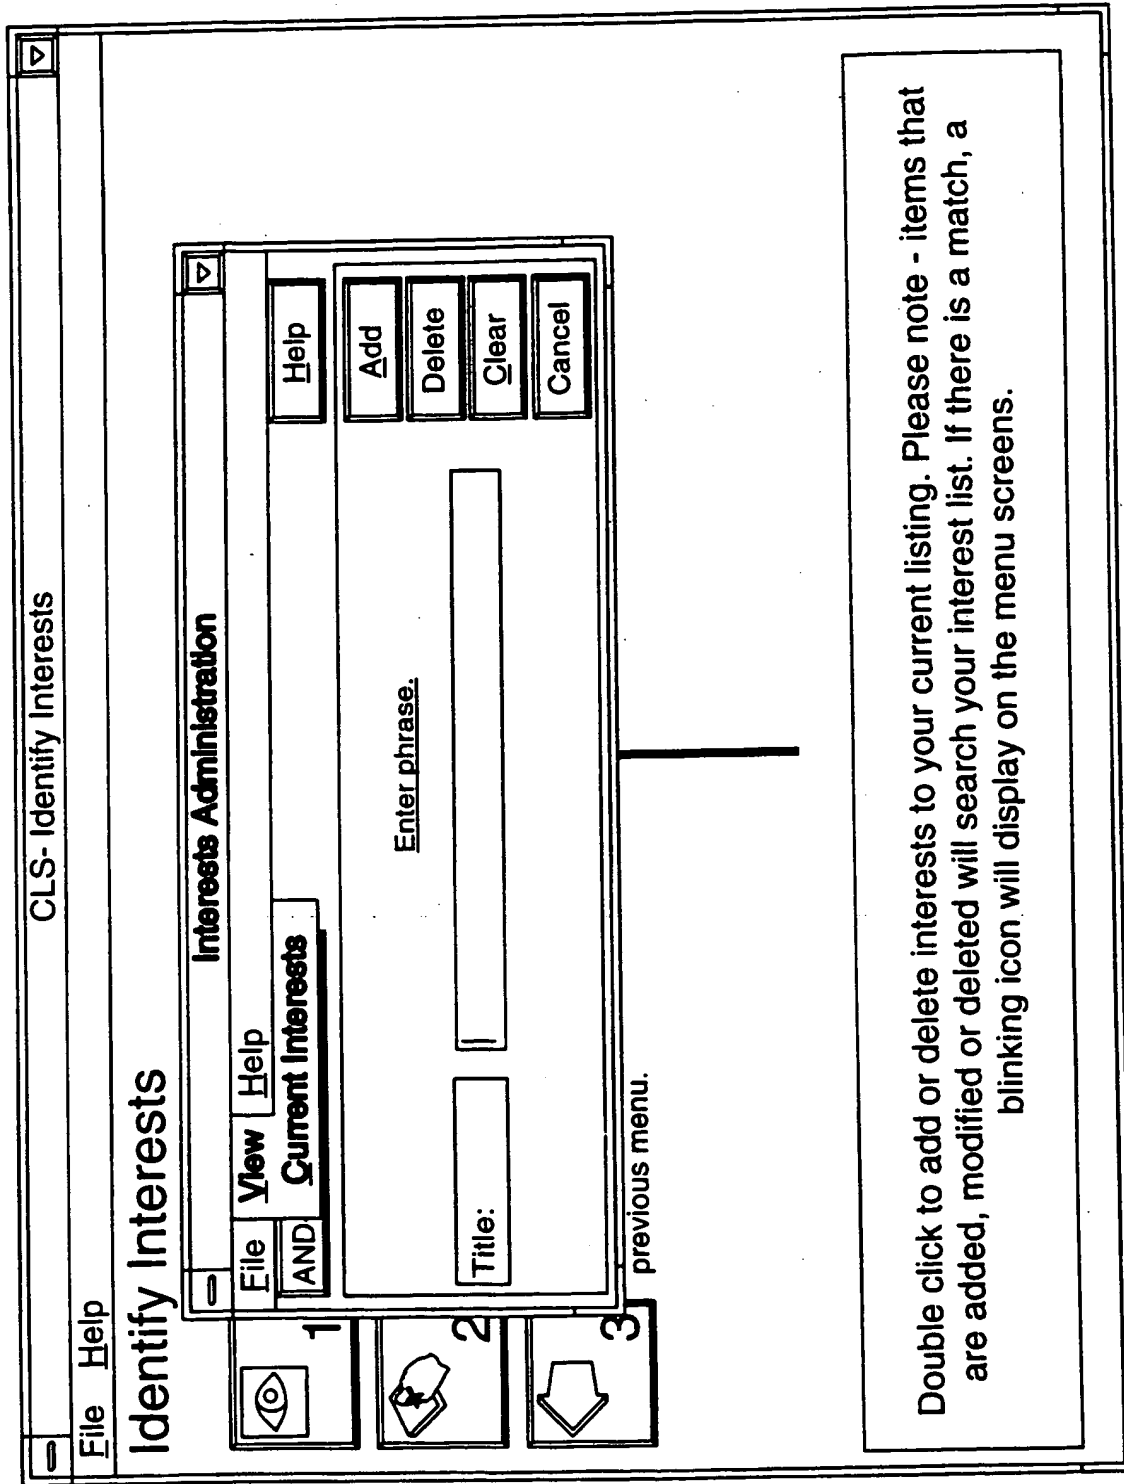 CLS- Identify Interests
File Help
Identify Interests
Interests Administration
File View Help
AND Current Interests Help
Enter phrase.
Title:
Add
Delete
Clear
Cancel
1
2
3
previous menu.
Double click to add or delete interests to your current listing. Please note - items that
are added, modified or deleted will search your interest list. If there is a match, a
blinking icon will display on the menu screens.